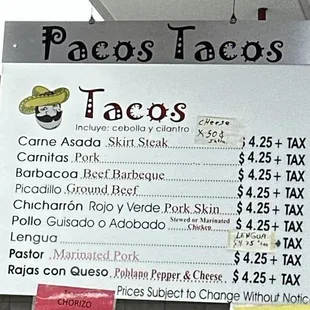 Pacos Tacos
Tacos
Incluye: cebolla y cilantro
cheese
X 50¢
Carne Asada Skirt Steak $ 4.25 + TAX
Carnitas Pork $ 4.25 + TAX
Barbacoa Beef Barbeque $ 4.25 + TAX
Picadillo Ground Beef $ 4.25 + TAX
Chicharrón Rojo y Verde Pork Skin $ 4.25 + TAX
Pollo Guisado o Adobado Stewed or Marinated Chicken $ 4.25 + TAX
Lengua LENGUA + TAX
Pastor Marinated Pork $ 4.25 + TAX
Rajas con Queso Poblano Pepper & Cheese $ 4.25 + TAX
Prices Subject to Change Without Notic
CHORIZO